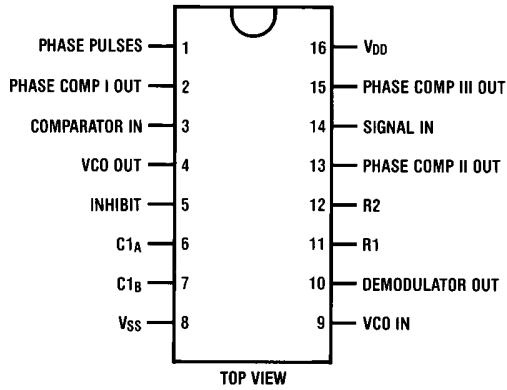 PHASE PULSES 1 16 VDD
PHASE COMP I OUT 2 15 PHASE COMP III OUT
COMPARATOR IN 3 14 SIGNAL IN
VCO OUT 4 13 PHASE COMP II OUT
INHIBIT 5 12 R2
C1A 6 11 R1
C1B 7 10 DEMODULATOR OUT
VSS 8 9 VCO IN
TOP VIEW